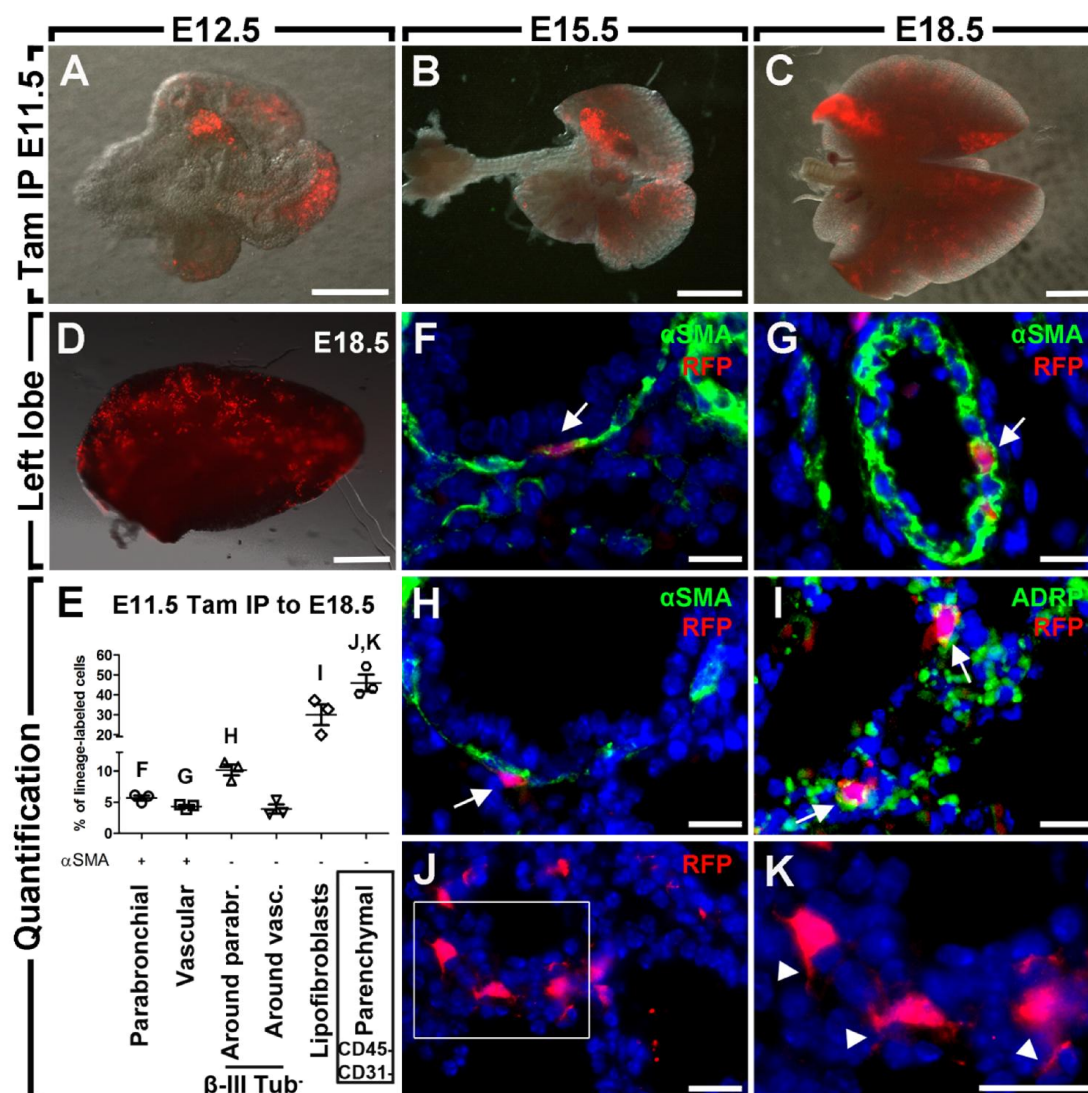 E12.5
E15.5
E18.5
Tam IP E11.5
A
B
C
Left lobe
D
E18.5
F
αSMA
RFP
G
αSMA
RFP
Quantification
E
E11.5 Tam IP to E18.5
% of lineage-labeled cells
60
50
40
30
20
10
5
0
F
G
H
I
J,K
αSMA
+
+
-
-
-
-
Parabronchial
Vascular
Around parabr.
Around vasc.
β-III Tub-
Lipofibroblasts
Parenchymal
CD45-
CD31-
H
αSMA
RFP
I
ADRP
RFP
J
RFP
K